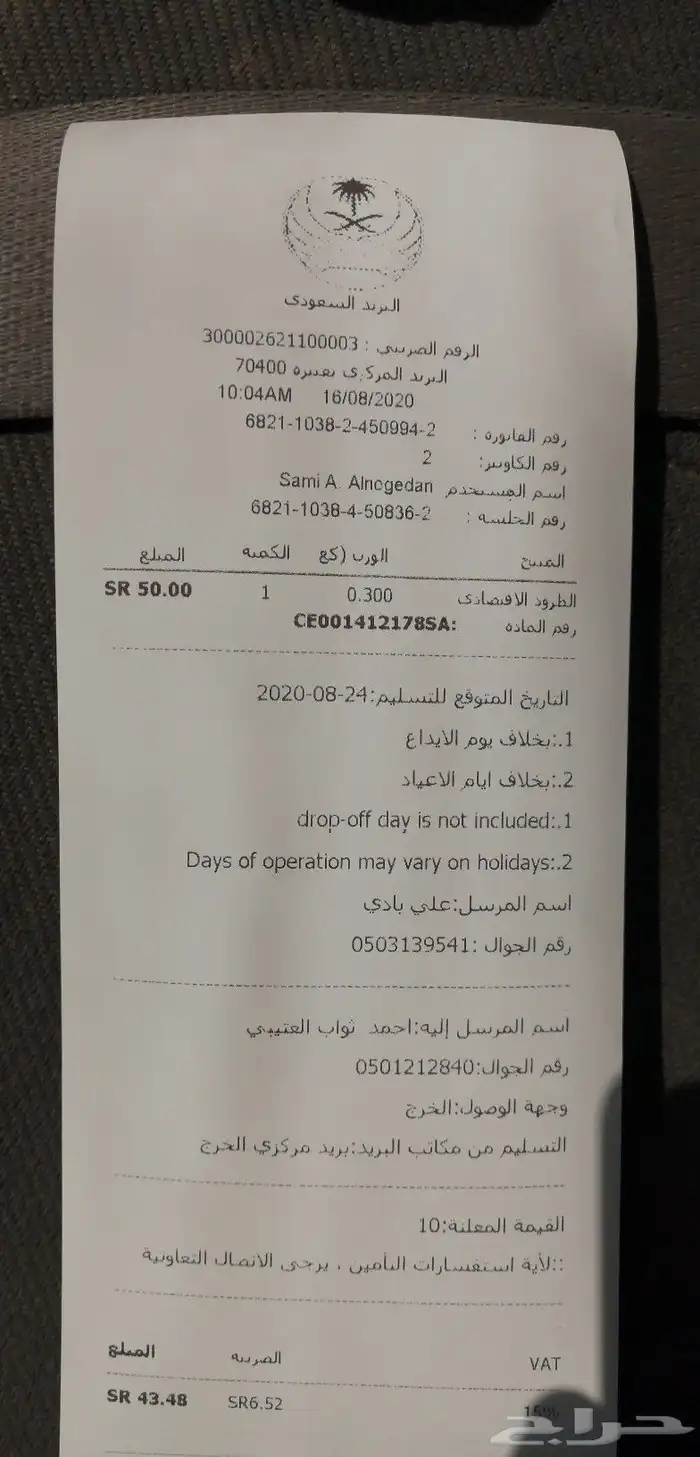 البريد السعودى
الرقم الضريبي : 300002621100003
البريد المركزى بعنيزه 70400
10:04AM 16/08/2020
رقم الفاتورة : 6821-1038-2-450994-2
رقم الكاونتر: 2
اسم المستخدم Sami A. Alnogedan
رقم الجلسة : 6821-1038-4-50836-2
المنتج الوزن (كغ الكمية المبلغ
الطرود الاقتصادى 0.300 1 SR 50.00
رقم الماده :CE001412178SA
التاريخ المتوقع للتسليم:2020-08-24
1.:بخلاف يوم الايداع
2.:بخلاف ايام الاعياد
drop-off day is not included:.1
Days of operation may vary on holidays:.2
اسم المرسل:علي بادي
رقم الجوال :0503139541
اسم المرسل إليه:احمد ثواب العتيبي
رقم الجوال:0501212840
وجهة الوصول:الخرج
التسليم من مكاتب البريد:بريد مركزي الخرج
القيمة المعلنة:10
::لأية استفسارات التأمين ، يرجى الاتصال التعاونية
VAT الضريبة المبلغ
15% SR6.52 SR 43.48
حراج